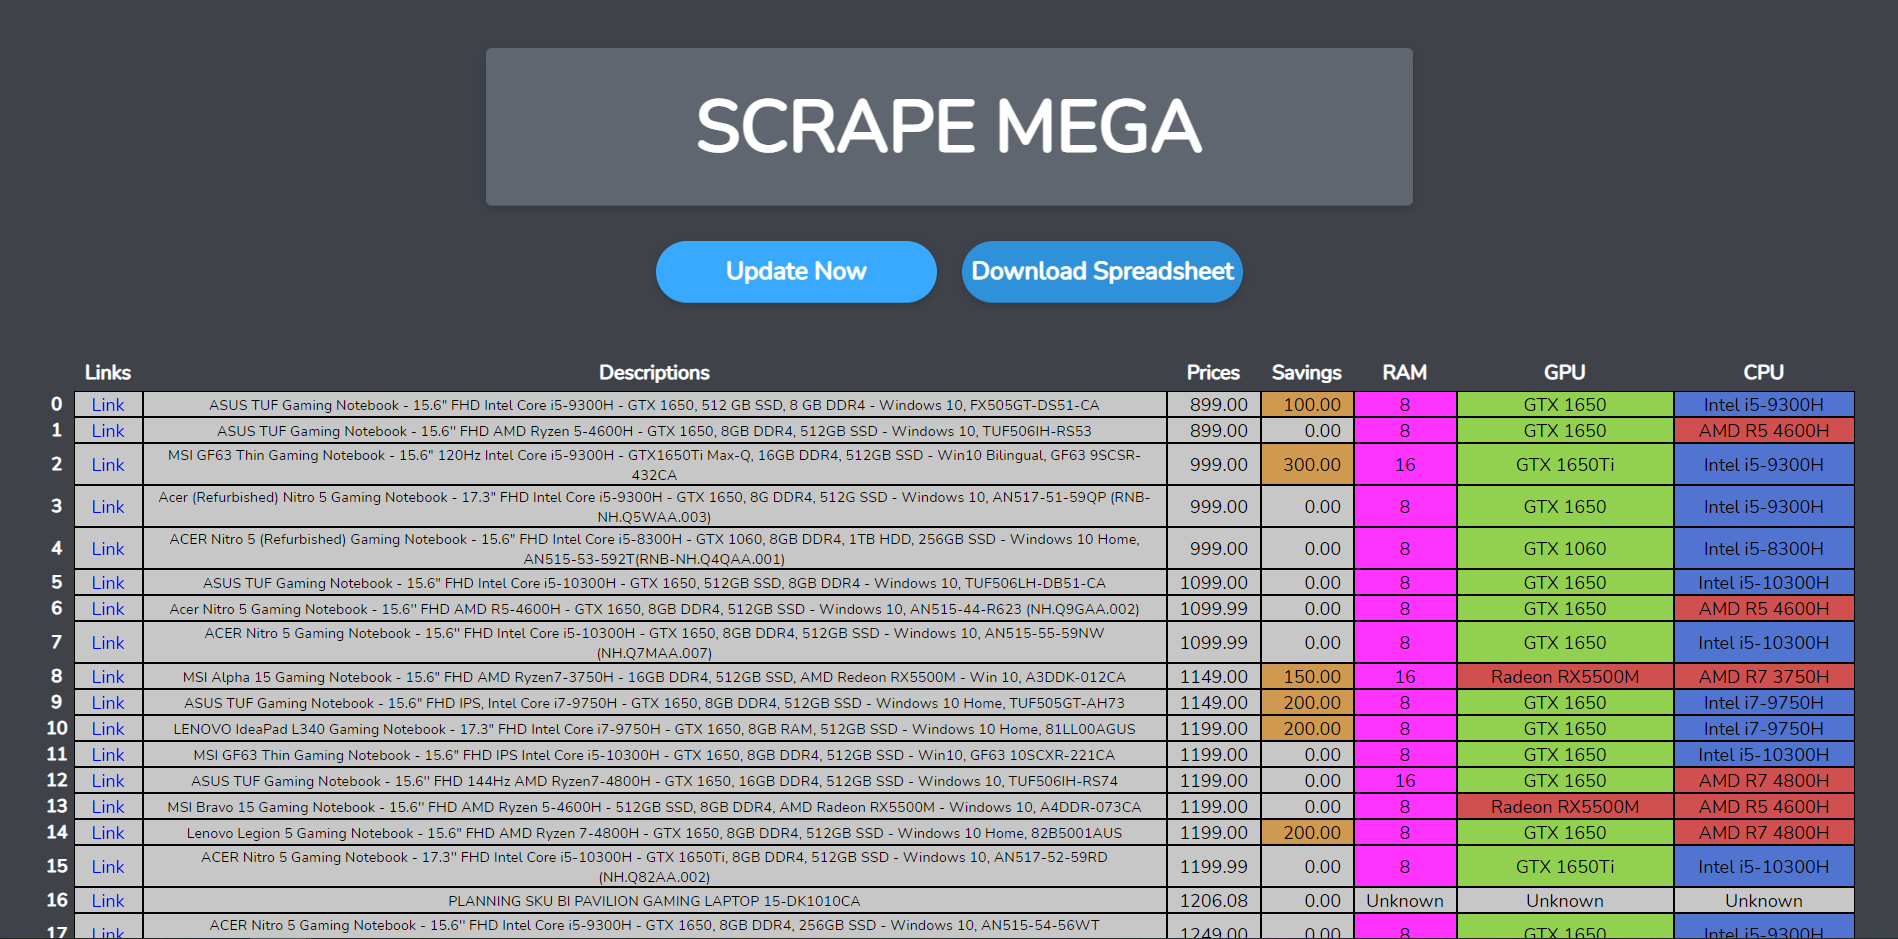 SCRAPE MEGA
Update Now Download Spreadsheet
Links Descriptions Prices Savings RAM GPU CPU
0 Link ASUS TUF Gaming Notebook - 15.6" FHD Intel Core i5-9300H - GTX 1650, 512 GB SSD, 8 GB DDR4 - Windows 10, FX505GT-DS51-CA 899.00 100.00 8 GTX 1650 Intel i5-9300H
1 Link ASUS TUF Gaming Notebook - 15.6" FHD AMD Ryzen 5-4600H - GTX 1650, 8GB DDR4, 512GB SSD - Windows 10, TUF506IH-RS53 899.00 0.00 8 GTX 1650 AMD R5 4600H
2 Link MSI GF63 Thin Gaming Notebook - 15.6" 120Hz Intel Core i5-9300H - GTX1650Ti Max-Q, 16GB DDR4, 512GB SSD - Win10 Bilingual, GF63 9SCSR-
432CA 999.00 300.00 16 GTX 1650Ti Intel i5-9300H
3 Link Acer (Refurbished) Nitro 5 Gaming Notebook - 17.3" FHD Intel Core i5-9300H - GTX 1650, 8G DDR4, 512G SSD - Windows 10, AN517-51-59QP (RNB-
NH.Q5WAA.003) 999.00 0.00 8 GTX 1650 Intel i5-9300H
4 Link ACER Nitro 5 (Refurbished) Gaming Notebook - 15.6" FHD Intel Core i5-8300H - GTX 1060, 8GB DDR4, 1TB HDD, 256GB SSD - Windows 10 Home,
AN515-53-592T(RNB-NH.Q4QAA.001) 999.00 0.00 8 GTX 1060 Intel i5-8300H
5 Link ASUS TUF Gaming Notebook - 15.6" FHD Intel Core i5-10300H - GTX 1650, 512GB SSD, 8GB DDR4 - Windows 10, TUF506LH-DB51-CA 1099.00 0.00 8 GTX 1650 Intel i5-10300H
6 Link Acer Nitro 5 Gaming Notebook - 15.6" FHD AMD R5-4600H - GTX 1650, 8GB DDR4, 512GB SSD - Windows 10, AN515-44-R623 (NH.Q9GAA.002) 1099.99 0.00 8 GTX 1650 AMD R5 4600H
7 Link ACER Nitro 5 Gaming Notebook - 15.6" FHD Intel Core i5-10300H - GTX 1650, 8GB DDR4, 512GB SSD - Windows 10, AN515-55-59NW
(NH.Q7MAA.007) 1099.99 0.00 8 GTX 1650 Intel i5-10300H
8 Link MSI Alpha 15 Gaming Notebook - 15.6" FHD AMD Ryzen7-3750H - 16GB DDR4, 512GB SSD, AMD Redeon RX5500M - Win 10, A3DDK-012CA 1149.00 150.00 16 Radeon RX5500M AMD R7 3750H
9 Link ASUS TUF Gaming Notebook - 15.6" FHD IPS, Intel Core i7-9750H - GTX 1650, 8GB DDR4, 512GB SSD - Windows 10 Home, TUF505GT-AH73 1149.00 200.00 8 GTX 1650 Intel i7-9750H
10 Link LENOVO IdeaPad L340 Gaming Notebook - 17.3" FHD Intel Core i7-9750H - GTX 1650, 8GB RAM, 512GB SSD - Windows 10 Home, 81LL00AGUS 1199.00 200.00 8 GTX 1650 Intel i7-9750H
11 Link MSI GF63 Thin Gaming Notebook - 15.6" FHD IPS Intel Core i5-10300H - GTX 1650, 8GB DDR4, 512GB SSD - Win10, GF63 10SCXR-221CA 1199.00 0.00 8 GTX 1650 Intel i5-10300H
12 Link ASUS TUF Gaming Notebook - 15.6" FHD 144Hz AMD Ryzen7-4800H - GTX 1650, 16GB DDR4, 512GB SSD - Windows 10, TUF506IH-RS74 1199.00 0.00 16 GTX 1650 AMD R7 4800H
13 Link MSI Bravo 15 Gaming Notebook - 15.6" FHD AMD Ryzen 5-4600H - 512GB SSD, 8GB DDR4, AMD Radeon RX5500M - Windows 10, A4DDR-073CA 1199.00 0.00 8 Radeon RX5500M AMD R5 4600H
14 Link Lenovo Legion 5 Gaming Notebook - 15.6" FHD AMD Ryzen 7-4800H - GTX 1650, 8GB DDR4, 512GB SSD - Windows 10 Home, 82B5001AUS 1199.00 200.00 8 GTX 1650 AMD R7 4800H
15 Link ACER Nitro 5 Gaming Notebook - 17.3" FHD Intel Core i5-10300H - GTX 1650Ti, 8GB DDR4, 512GB SSD - Windows 10, AN517-52-59RD
(NH.Q82AA.002) 1199.99 0.00 8 GTX 1650Ti Intel i5-10300H
16 Link PLANNING SKU BI PAVILION GAMING LAPTOP 15-DK1010CA 1206.08 0.00 Unknown Unknown Unknown
17 Link ACER Nitro 5 Gaming Notebook - 15.6" FHD Intel Core i5-9300H - GTX 1650, 8GB DDR4, 256GB SSD - Windows 10, AN515-54-56WT 1249.00 0.00 8 GTX 1650 Intel i5-9300H